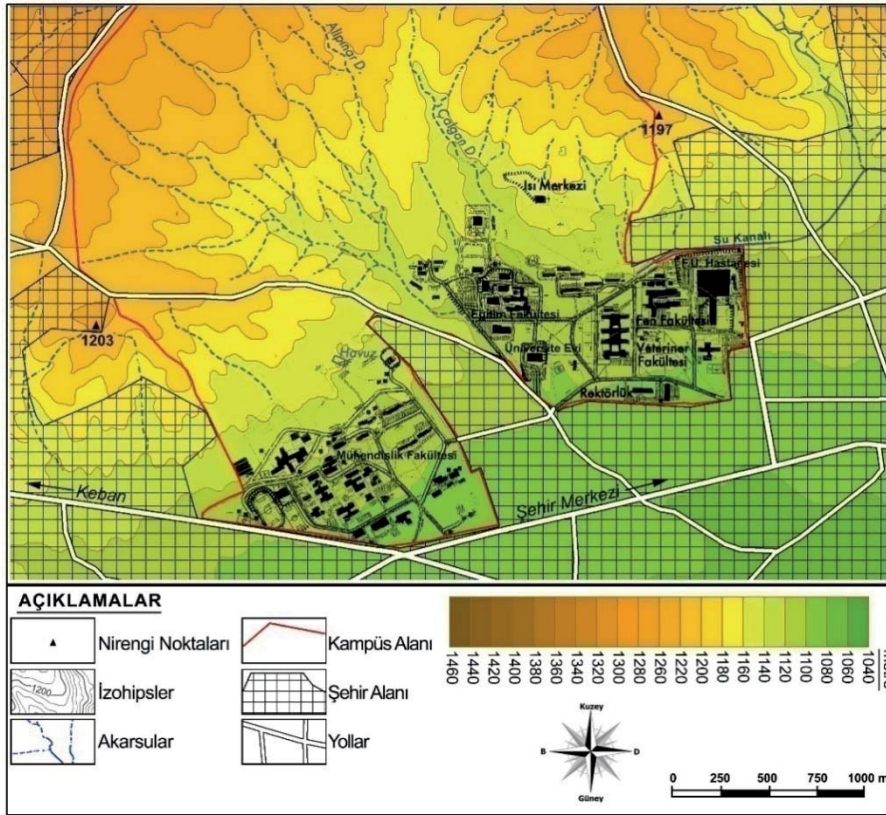 Alipınar D.
Çalgan D.
1197
Isı Merkezi
Su Kanalı
F.Ü. Hastanesi
1203
Eğitim Fakültesi
Fen Fakültesi
Havuz
Üniversite Evi
Veteriner
Fakültesi
Rektörlük
Mühendislik Fakültesi
Keban
Şehir Merkezi
AÇIKLAMALAR
Nirengi Noktaları
Kampüs Alanı
1200
İzohipsler
Şehir Alanı
Akarsular
Yollar
1460 1440 1420 1400 1380 1360 1340 1320 1300 1280 1260 1240 1220 1200 1180 1160 1140 1120 1100 1080 1060 1040
Kuzey
B
D
Güney
0 250 500 750 1000 m